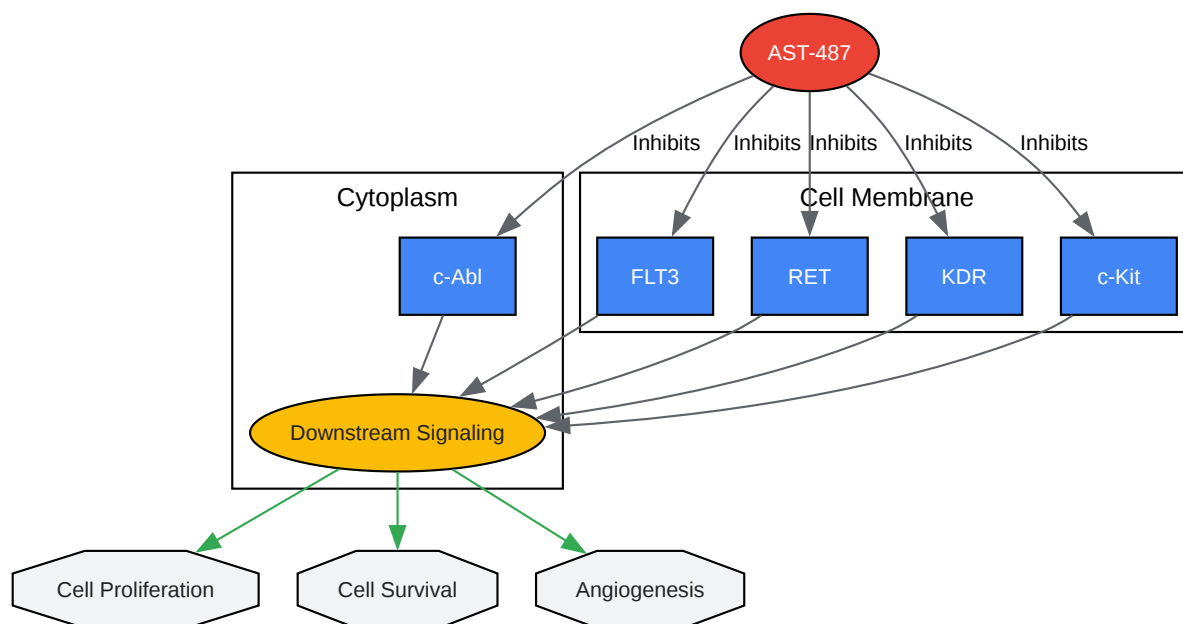 AST-487
Inhibits Inhibits Inhibits Inhibits Inhibits
Cytoplasm
Cell Membrane
c-Abl
FLT3
RET
KDR
c-Kit
Downstream Signaling
Cell Proliferation
Cell Survival
Angiogenesis